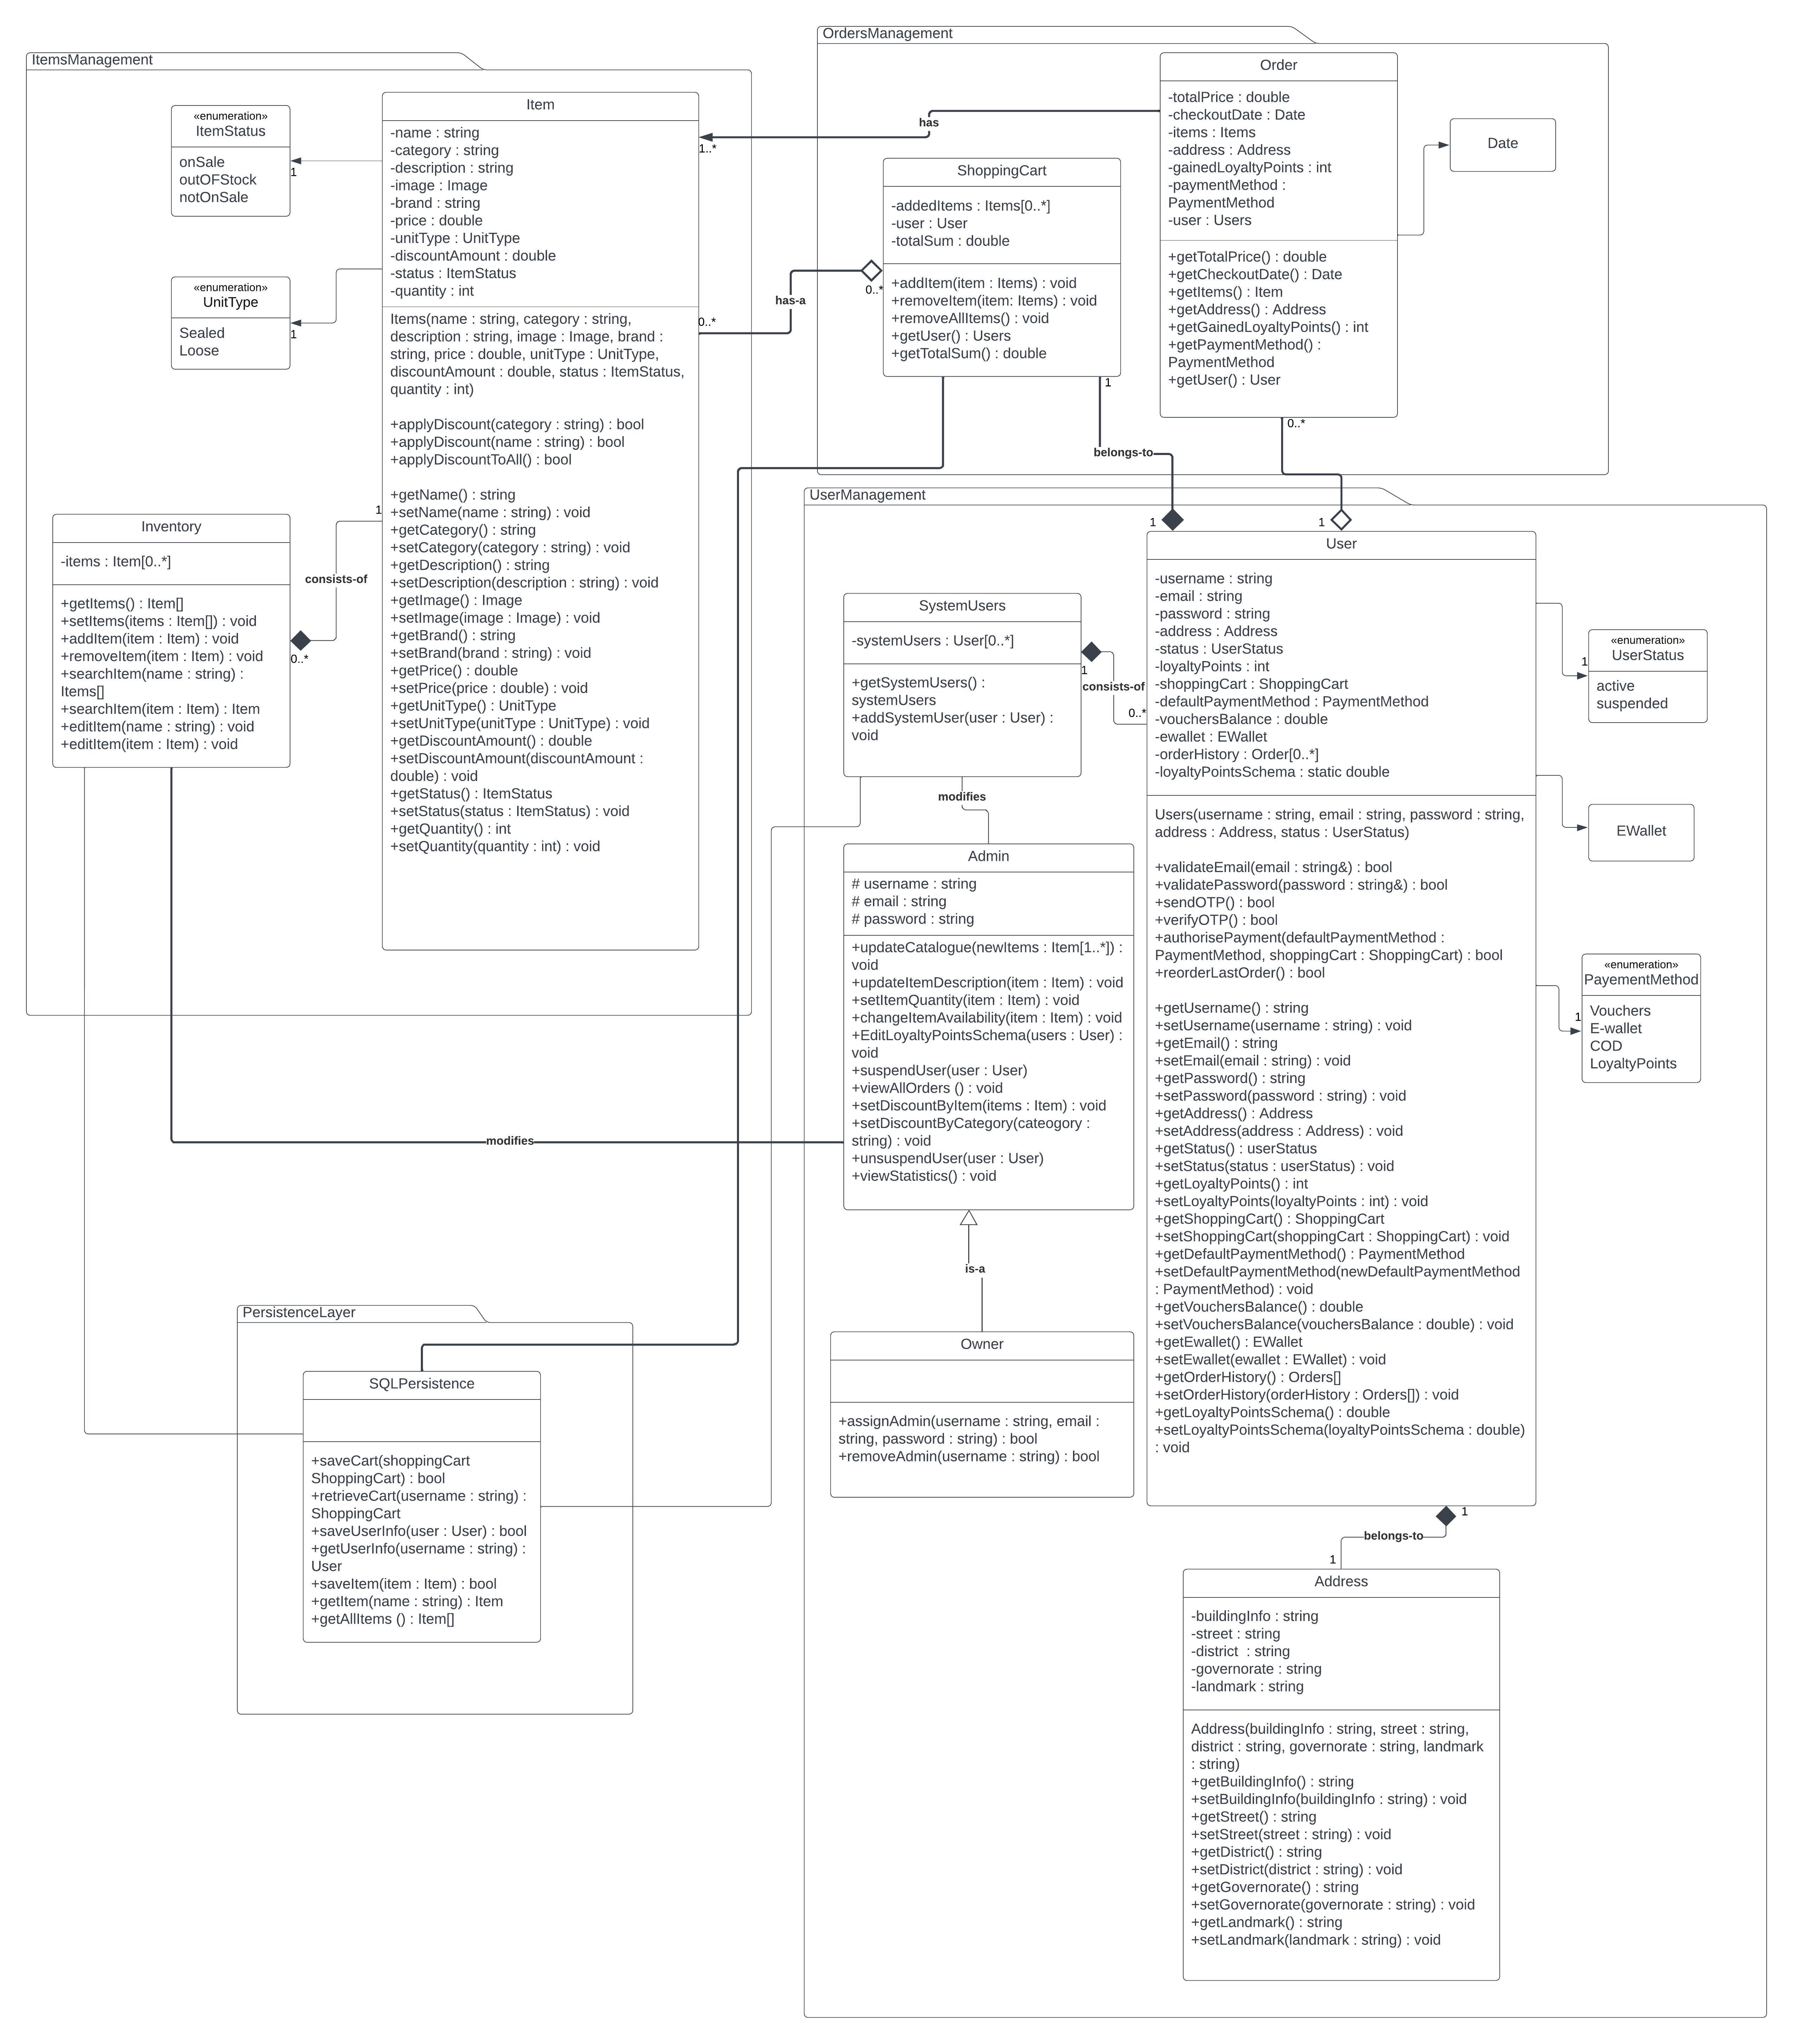 OrdersManagement
ItemsManagement
«enumeration»
ItemStatus
onSale
outOFStock
notOnSale
1
«enumeration»
UnitType
Sealed
Loose
1
Item
-name : string
-category : string
-description : string
-image : Image
-brand : string
-price : double
-unitType : UnitType
-discountAmount : double
-status : ItemStatus
-quantity : int
Items(name : string, category : string,
description : string, image : Image, brand :
string, price : double, unitType : UnitType,
discountAmount : double, status : ItemStatus,
quantity : int)
+applyDiscount(category : string) : bool
+applyDiscount(name : string) : bool
+applyDiscountToAll() : bool
+getName() : string
+setName(name : string) : void
+getCategory() : string
+setCategory(category : string) : void
+getDescription() : string
+setDescription(description : string) : void
+getImage() : Image
+setImage(image : Image) : void
+getBrand() : string
+setBrand(brand : string) : void
+getPrice() : double
+setPrice(price : double) : void
+getUnitType() : UnitType
+setUnitType(unitType : UnitType) : void
+getDiscountAmount() : double
+setDiscountAmount(discountAmount :
double) : void
+getStatus() : ItemStatus
+setStatus(status : ItemStatus) : void
+getQuantity() : int
+setQuantity(quantity : int) : void
1
consists-of
0..*
Inventory
-items : Item[0..*]
+getItems() : Item[]
+setItems(items : Item[]) : void
+addItem(item : Item) : void
+removeItem(item : Item) : void
+searchItem(name : string) :
Items[]
+searchItem(item : Item) : Item
+editItem(name : string) : void
+editItem(item : Item) : void
has
1..*
has-a
0..*
0..*
ShoppingCart
-addedItems : Items[0..*]
-user : User
-totalSum : double
+addItem(item : Items) : void
+removeItem(item: Items) : void
+removeAllItems() : void
+getUser() : Users
+getTotalSum() : double
1
belongs-to
1
Order
-totalPrice : double
-checkoutDate : Date
-items : Items
-address : Address
-gainedLoyaltyPoints : int
-paymentMethod :
PaymentMethod
-user : Users
+getTotalPrice() : double
+getCheckoutDate() : Date
+getItems() : Item
+getAddress() : Address
+getGainedLoyaltyPoints() : int
+getPaymentMethod() :
PaymentMethod
+getUser() : User
0..*
1
Date
UserManagement
SystemUsers
-systemUsers : User[0..*]
+getSystemUsers() :
systemUsers
+addSystemUser(user : User) :
void
1
consists-of
0..*
modifies
Admin
# username : string
# email : string
# password : string
+updateCatalogue(newItems : Item[1..*]) :
void
+updateItemDescription(item : Item) : void
+setItemQuantity(item : Item) : void
+changeItemAvailability(item : Item) : void
+EditLoyaltyPointsSchema(users : User) :
void
+suspendUser(user : User)
+viewAllOrders () : void
+setDiscountByItem(items : Item) : void
+setDiscountByCategory(cateogory :
string) : void
+unsuspendUser(user : User)
+viewStatistics() : void
modifies
is-a
Owner
+assignAdmin(username : string, email :
string, password : string) : bool
+removeAdmin(username : string) : bool
User
-username : string
-email : string
-password : string
-address : Address
-status : UserStatus
-loyaltyPoints : int
-shoppingCart : ShoppingCart
-defaultPaymentMethod : PaymentMethod
-vouchersBalance : double
-ewallet : EWallet
-orderHistory : Order[0..*]
-loyaltyPointsSchema : static double
Users(username : string, email : string, password : string,
address : Address, status : UserStatus)
+validateEmail(email : string&) : bool
+validatePassword(password : string&) : bool
+sendOTP() : bool
+verifyOTP() : bool
+authorisePayment(defaultPaymentMethod :
PaymentMethod, shoppingCart : ShoppingCart) : bool
+reorderLastOrder() : bool
+getUsername() : string
+setUsername(username : string) : void
+getEmail() : string
+setEmail(email : string) : void
+getPassword() : string
+setPassword(password : string) : void
+getAddress() : Address
+setAddress(address : Address) : void
+getStatus() : userStatus
+setStatus(status : userStatus) : void
+getLoyaltyPoints() : int
+setLoyaltyPoints(loyaltyPoints : int) : void
+getShoppingCart() : ShoppingCart
+setShoppingCart(shoppingCart : ShoppingCart) : void
+getDefaultPaymentMethod() : PaymentMethod
+setDefaultPaymentMethod(newDefaultPaymentMethod
: PaymentMethod) : void
+getVouchersBalance() : double
+setVouchersBalance(vouchersBalance : double) : void
+getEwallet() : EWallet
+setEwallet(ewallet : EWallet) : void
+getOrderHistory() : Orders[]
+setOrderHistory(orderHistory : Orders[]) : void
+getLoyaltyPointsSchema() : double
+setLoyaltyPointsSchema(loyaltyPointsSchema : double)
: void
«enumeration»
UserStatus
active
suspended
1
EWallet
«enumeration»
PayementMethod
Vouchers
E-wallet
COD
LoyaltyPoints
1
1
belongs-to
1
Address
-buildingInfo : string
-street : string
-district  : string
-governorate : string
-landmark : string
Address(buildingInfo : string, street : string,
district : string, governorate : string, landmark
: string)
+getBuildingInfo() : string
+setBuildingInfo(buildingInfo : string) : void
+getStreet() : string
+setStreet(street : string) : void
+getDistrict() : string
+setDistrict(district : string) : void
+getGovernorate() : string
+setGovernorate(governorate : string) : void
+getLandmark() : string
+setLandmark(landmark : string) : void
PersistenceLayer
SQLPersistence
+saveCart(shoppingCart
ShoppingCart) : bool
+retrieveCart(username : string) :
ShoppingCart
+saveUserInfo(user : User) : bool
+getUserInfo(username : string) :
User
+saveItem(item : Item) : bool
+getItem(name : string) : Item
+getAllItems () : Item[]